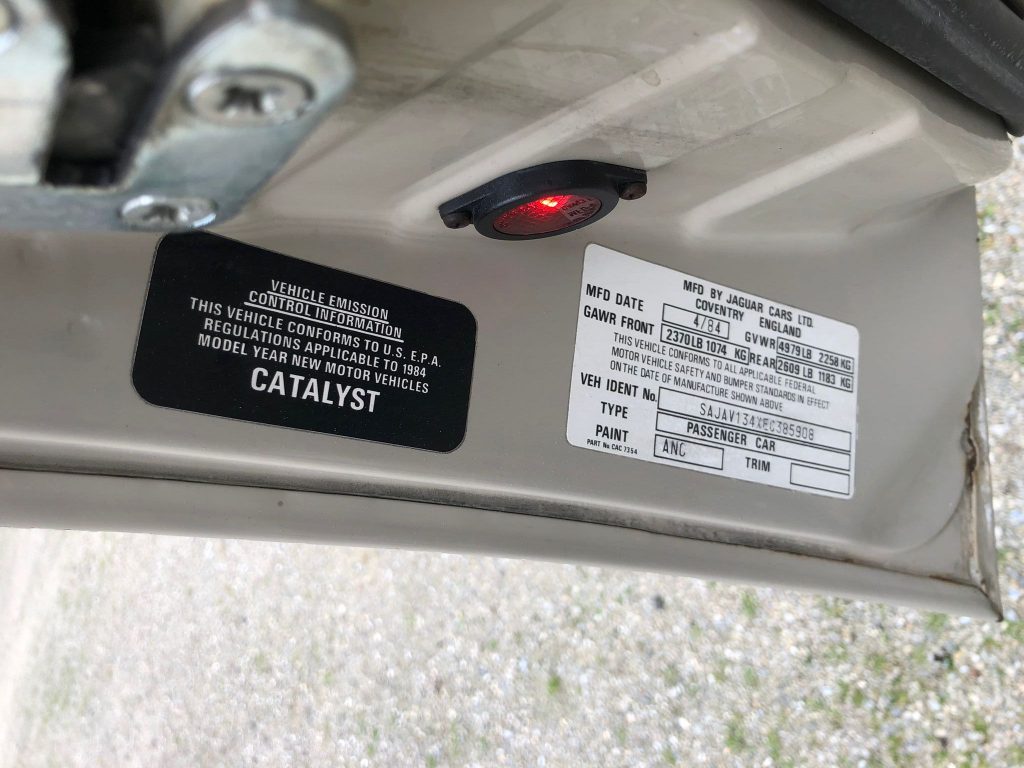 VEHICLE EMISSION
CONTROL INFORMATION
THIS VEHICLE CONFORMS TO U.S. E.P.A.
REGULATIONS APPLICABLE TO 1984
MODEL YEAR NEW MOTOR VEHICLES
CATALYST
MFD BY JAGUAR CARS LTD.
COVENTRY ENGLAND
MFD DATE 4/84 GVWR 4979 LB 2258 KG
GAWR FRONT 2370 LB 1074 KG REAR 2609 LB 1183 KG
THIS VEHICLE CONFORMS TO ALL APPLICABLE FEDERAL
MOTOR VEHICLE SAFETY AND BUMPER STANDARDS IN EFFECT
ON THE DATE OF MANUFACTURE SHOWN ABOVE
VEH IDENT No. SAJAV134XEC385908
TYPE PASSENGER CAR
PAINT ANC TRIM
PART No CAC 7354